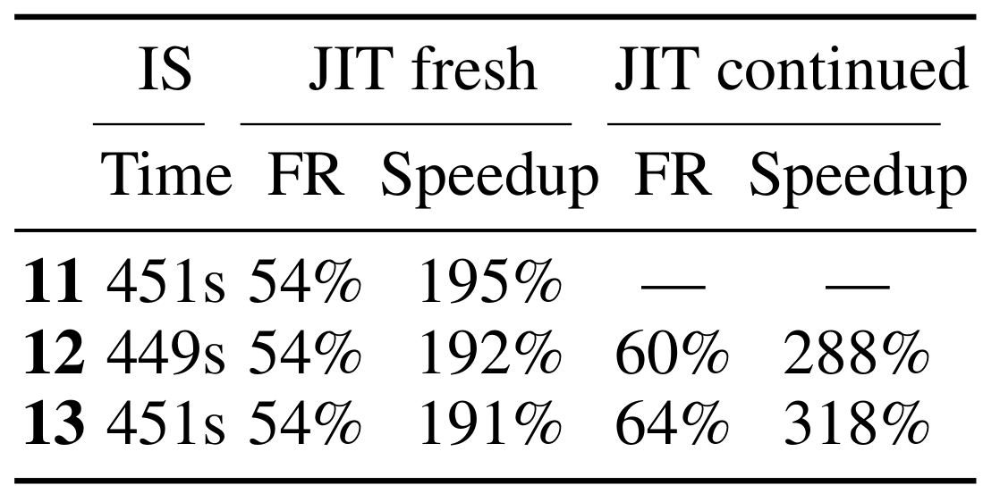 IS JIT fresh JIT continued
Time FR Speedup FR Speedup
11 451s 54% 195% — —
12 449s 54% 192% 60% 288%
13 451s 54% 191% 64% 318%